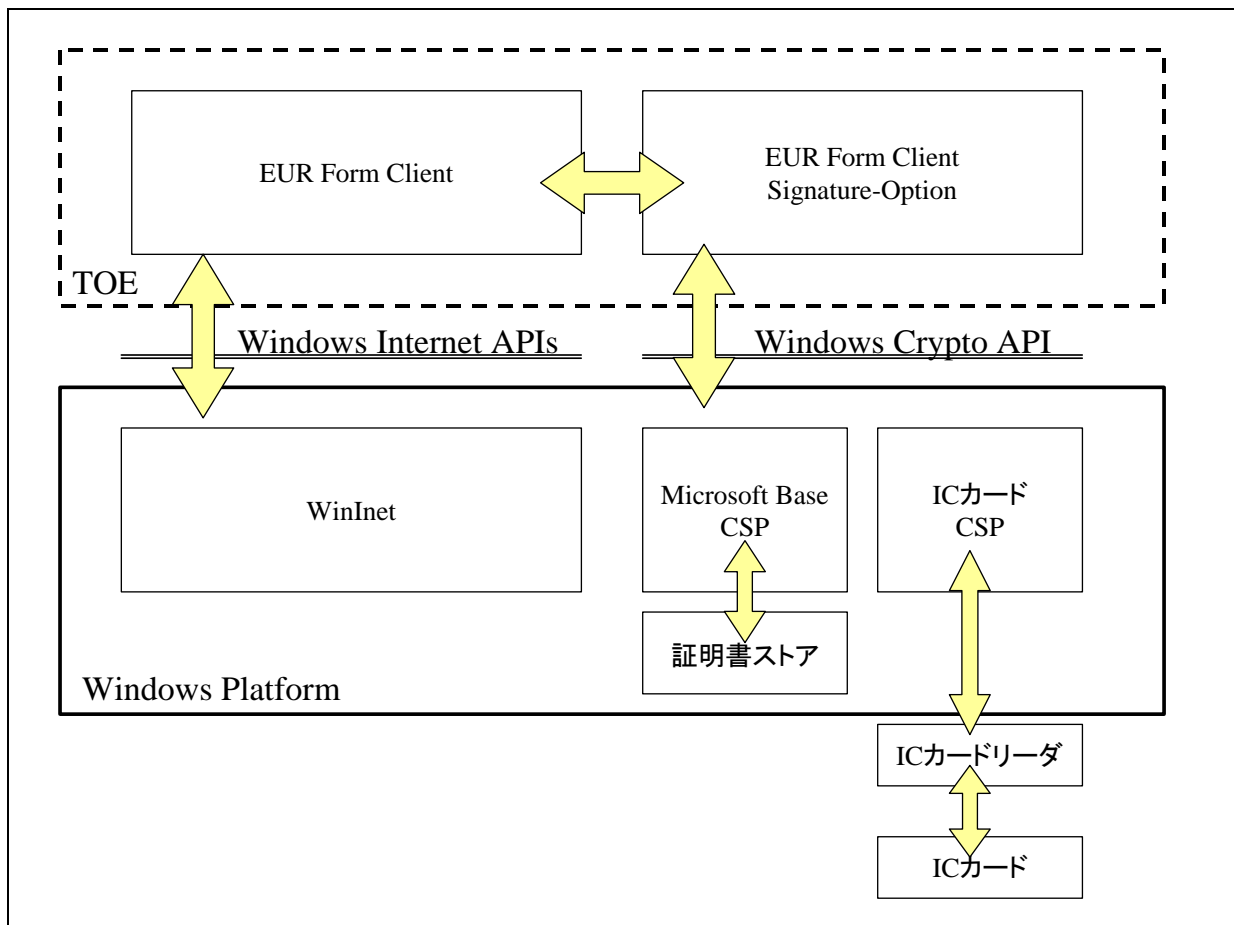 EUR Form Client
EUR Form Client
Signature-Option
TOE
Windows Internet APIs
Windows Crypto API
WinInet
Microsoft Base
CSP
ICカード
CSP
証明書ストア
Windows Platform
ICカードリーダ
ICカード